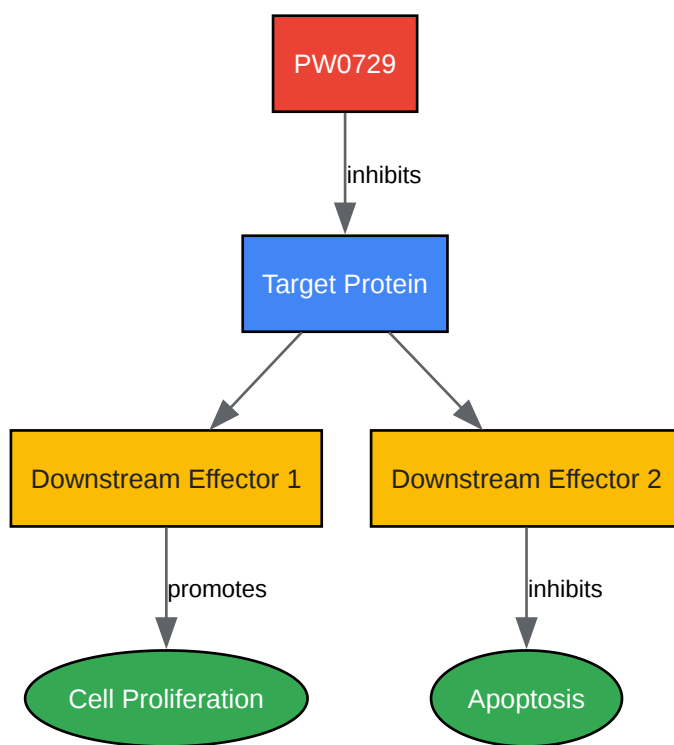 PW0729
inhibits
Target Protein
Downstream Effector 1
Downstream Effector 2
promotes
inhibits
Cell Proliferation
Apoptosis